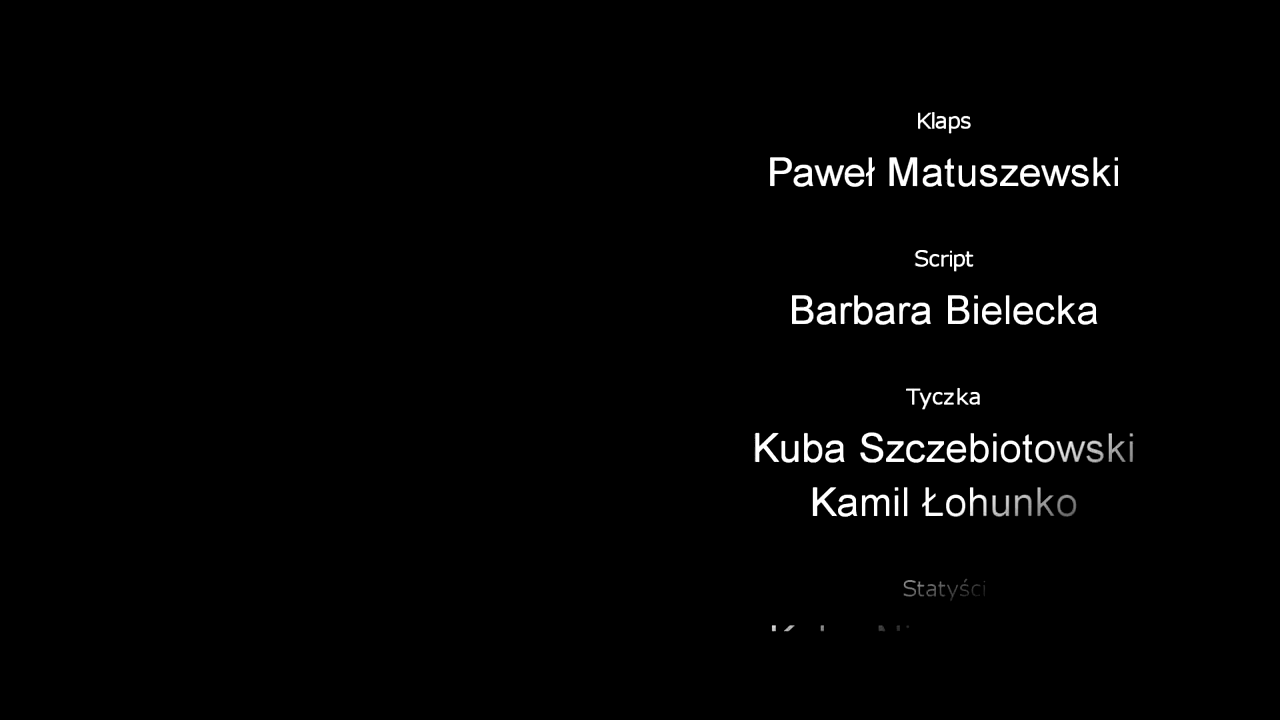 Klaps
Paweł Matuszewski
Script
Barbara Bielecka
Tyczka
Kuba Szczebiotowski
Kamil Łohunko
Statyści